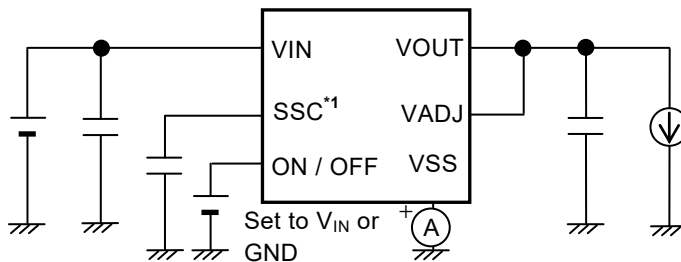 VIN
VOUT
SSC*1
VADJ
ON / OFF
VSS
Set to VIN or
GND
+
A